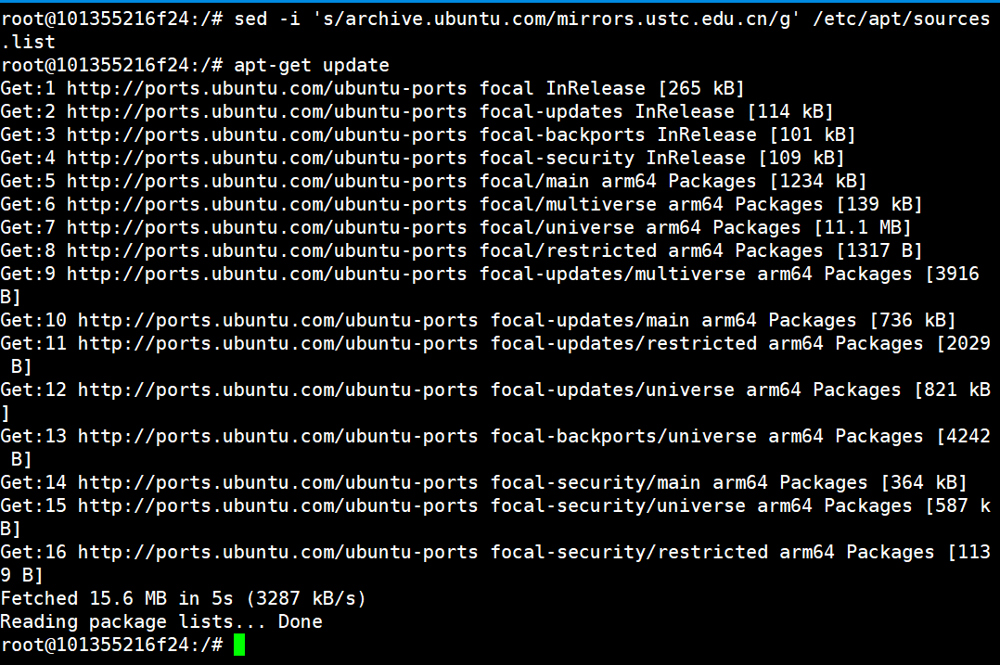 root@101355216f24:/# sed -i 's/archive.ubuntu.com/mirrors.ustc.edu.cn/g' /etc/apt/sources
.list
root@101355216f24:/# apt-get update
Get:1 http://ports.ubuntu.com/ubuntu-ports focal InRelease [265 kB]
Get:2 http://ports.ubuntu.com/ubuntu-ports focal-updates InRelease [114 kB]
Get:3 http://ports.ubuntu.com/ubuntu-ports focal-backports InRelease [101 kB]
Get:4 http://ports.ubuntu.com/ubuntu-ports focal-security InRelease [109 kB]
Get:5 http://ports.ubuntu.com/ubuntu-ports focal/main arm64 Packages [1234 kB]
Get:6 http://ports.ubuntu.com/ubuntu-ports focal/multiverse arm64 Packages [139 kB]
Get:7 http://ports.ubuntu.com/ubuntu-ports focal/universe arm64 Packages [11.1 MB]
Get:8 http://ports.ubuntu.com/ubuntu-ports focal/restricted arm64 Packages [1317 B]
Get:9 http://ports.ubuntu.com/ubuntu-ports focal-updates/multiverse arm64 Packages [3916
B]
Get:10 http://ports.ubuntu.com/ubuntu-ports focal-updates/main arm64 Packages [736 kB]
Get:11 http://ports.ubuntu.com/ubuntu-ports focal-updates/restricted arm64 Packages [2029
 B]
Get:12 http://ports.ubuntu.com/ubuntu-ports focal-updates/universe arm64 Packages [821 kB
]
Get:13 http://ports.ubuntu.com/ubuntu-ports focal-backports/universe arm64 Packages [4242
 B]
Get:14 http://ports.ubuntu.com/ubuntu-ports focal-security/main arm64 Packages [364 kB]
Get:15 http://ports.ubuntu.com/ubuntu-ports focal-security/universe arm64 Packages [587 k
B]
Get:16 http://ports.ubuntu.com/ubuntu-ports focal-security/restricted arm64 Packages [113
9 B]
Fetched 15.6 MB in 5s (3287 kB/s)
Reading package lists... Done
root@101355216f24:/#